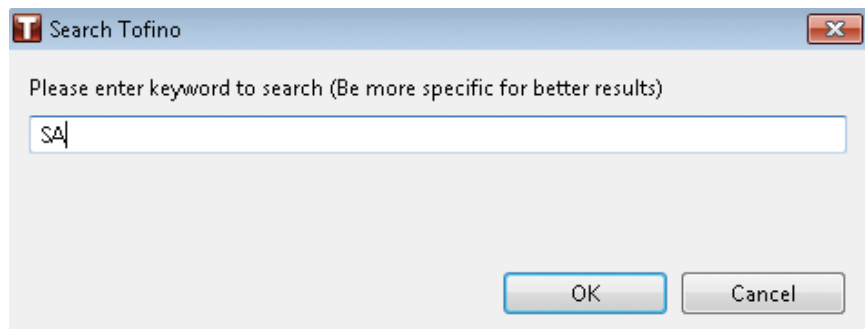 T Search Tofino
Please enter keyword to search (Be more specific for better results)
SA
OK Cancel